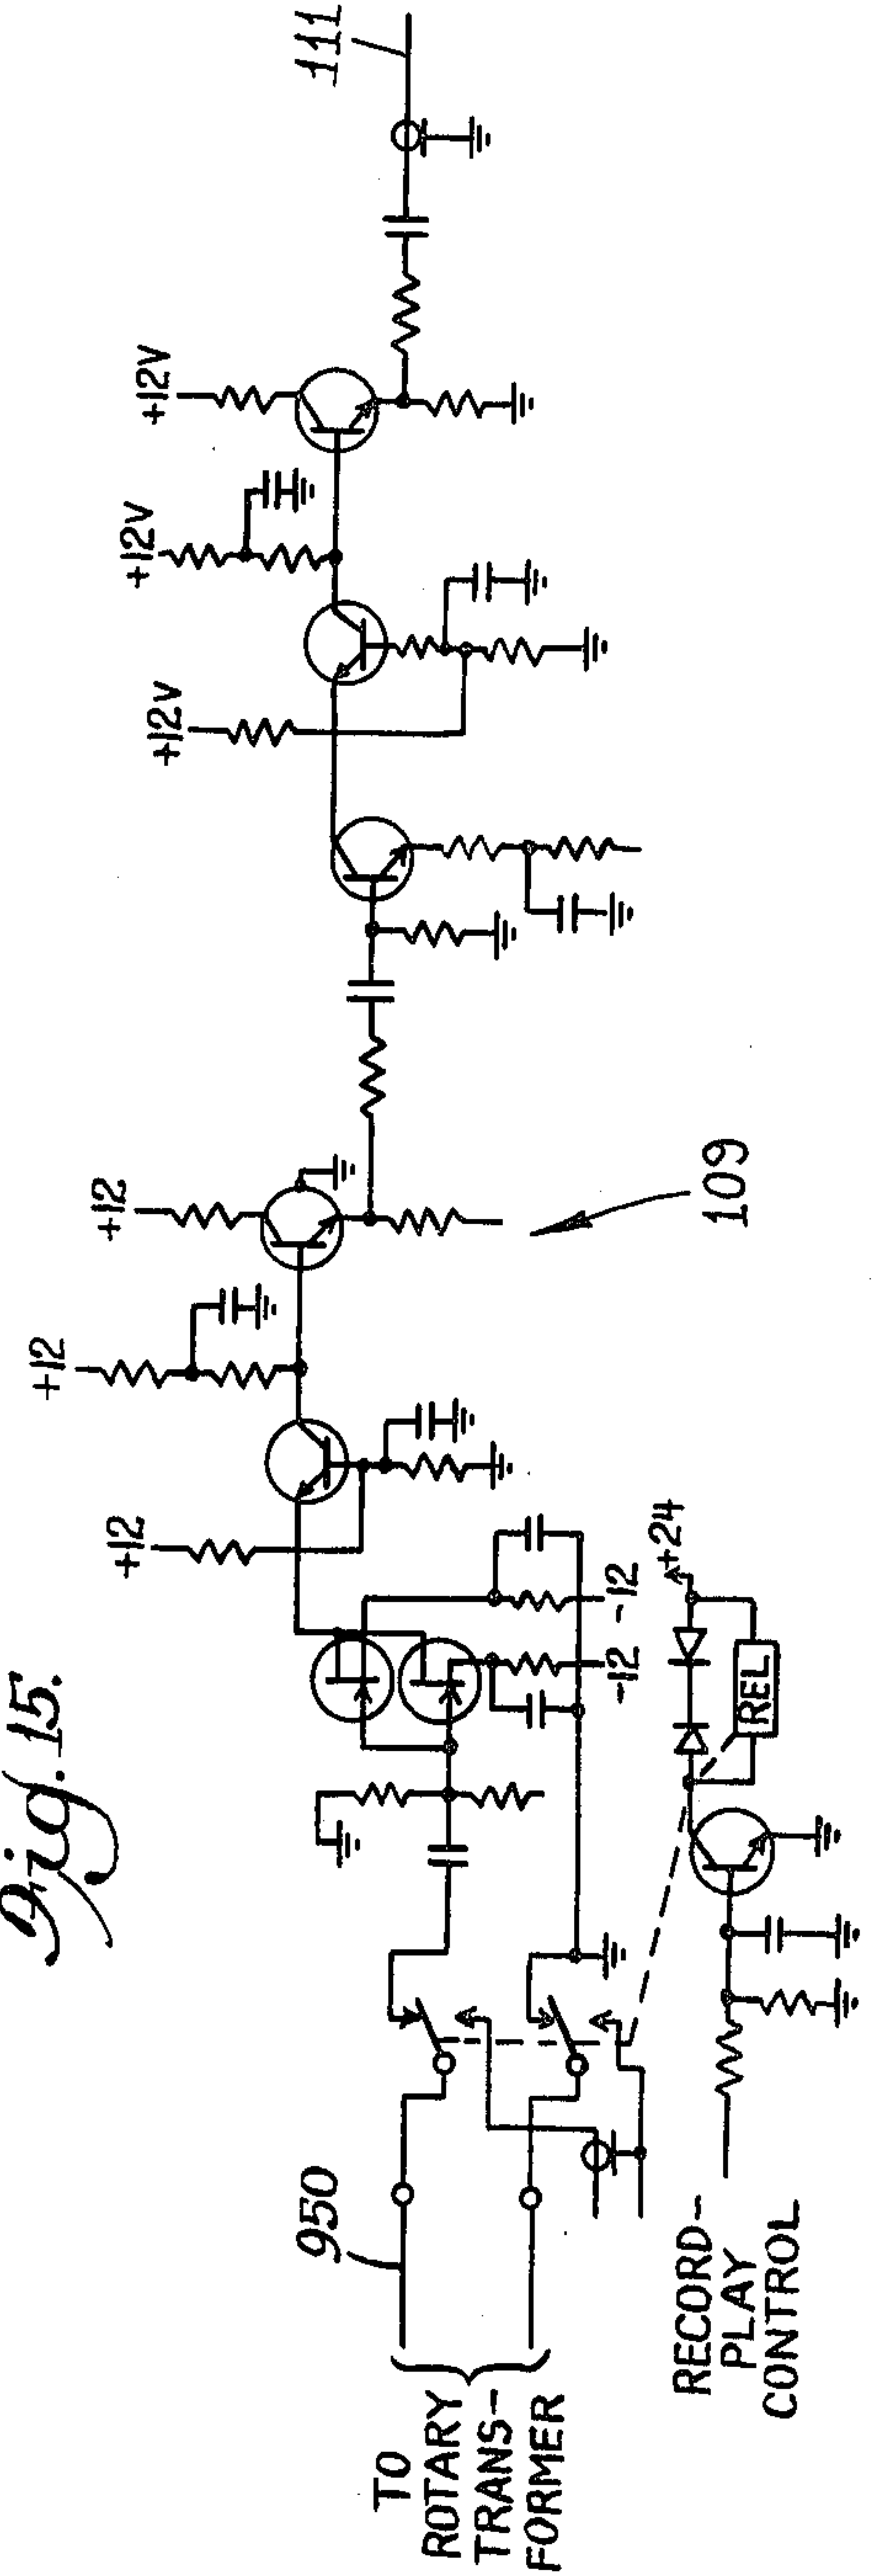 Fig. 15.
+12
+12
+12
+12V
+12V
+12V
111
950
109
TO
ROTARY
TRANS-
FORMER
-12
-12
+24
REL
RECORD-
PLAY
CONTROL